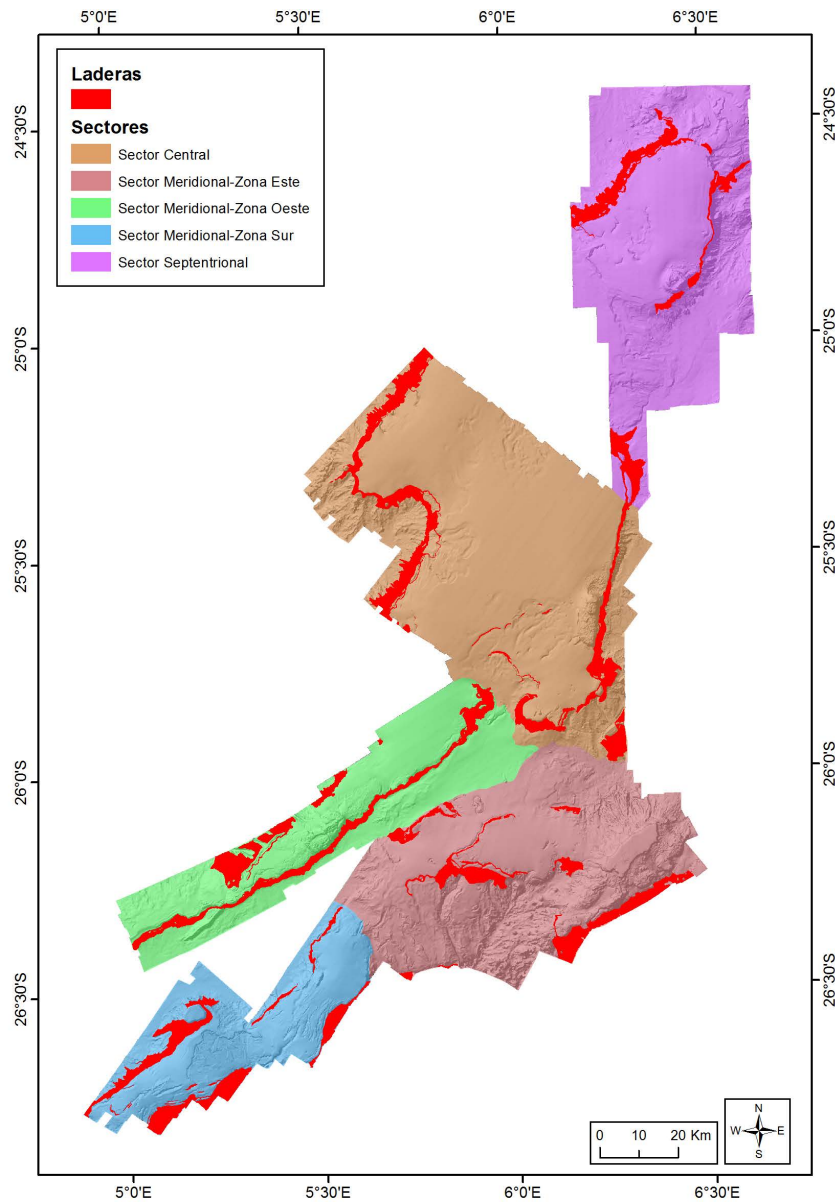 5°0'E 5°30'E 6°0'E 6°30'E
Laderas
Sectores
Sector Central
Sector Meridional-Zona Este
Sector Meridional-Zona Oeste
Sector Meridional-Zona Sur
Sector Septentrional
24°30'S 24°30'S
25°0'S 25°0'S
25°30'S 25°30'S
26°0'S 26°0'S
26°30'S 26°30'S
0 10 20 Km
N
W E
S
5°0'E 5°30'E 6°0'E 6°30'E